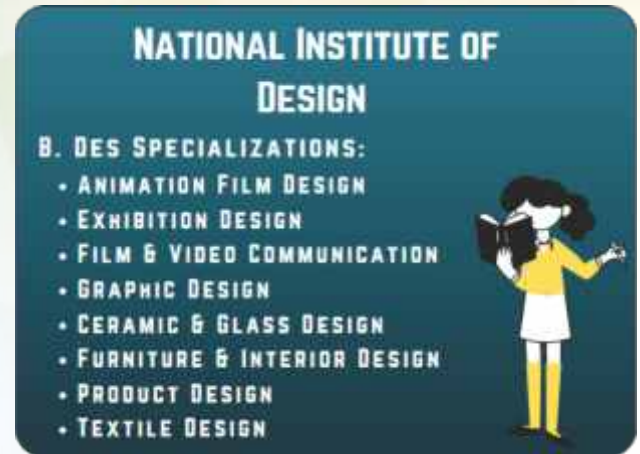 NATIONAL INSTITUTE OF
DESIGN
B. DES SPECIALIZATIONS:
• ANIMATION FILM DESIGN
• EXHIBITION DESIGN
• FILM & VIDEO COMMUNICATION
• GRAPHIC DESIGN
• CERAMIC & GLASS DESIGN
• FURNITURE & INTERIOR DESIGN
• PRODUCT DESIGN
• TEXTILE DESIGN